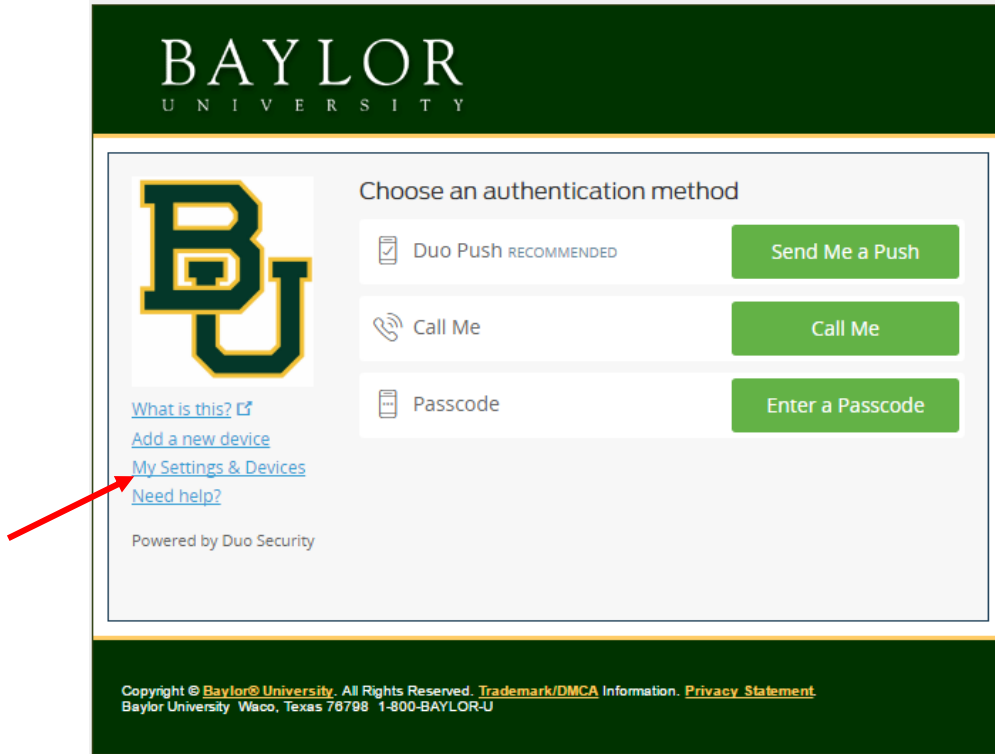 BAYLOR
UNIVERSITY
BU
Choose an authentication method
Duo Push RECOMMENDED
Send Me a Push
Call Me
Call Me
Passcode
Enter a Passcode
What is this?
Add a new device
My Settings & Devices
Need help?
Powered by Duo Security
Copyright © Baylor® University. All Rights Reserved. Trademark/DMCA Information. Privacy Statement.
Baylor University Waco, Texas 76798 1-800-BAYLOR-U